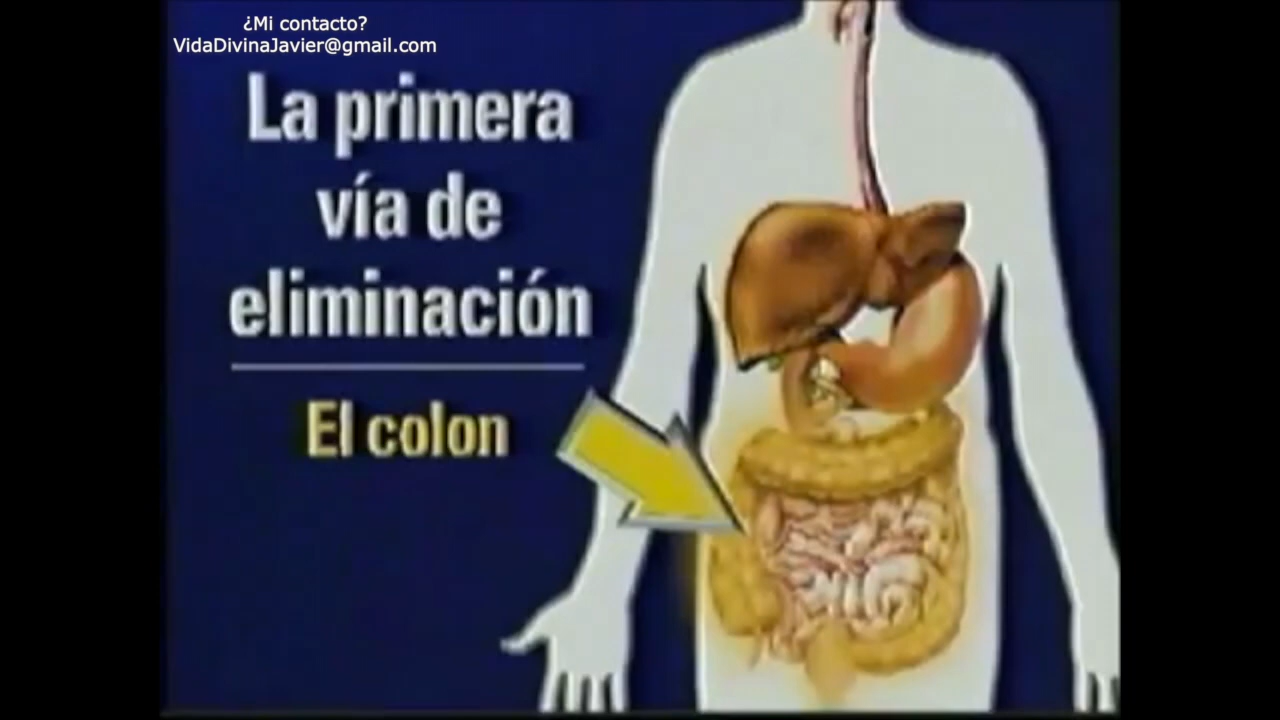 ¿Mi contacto?
VidaDivinaJavier@gmail.com
La primera
vía de
eliminación
El colon